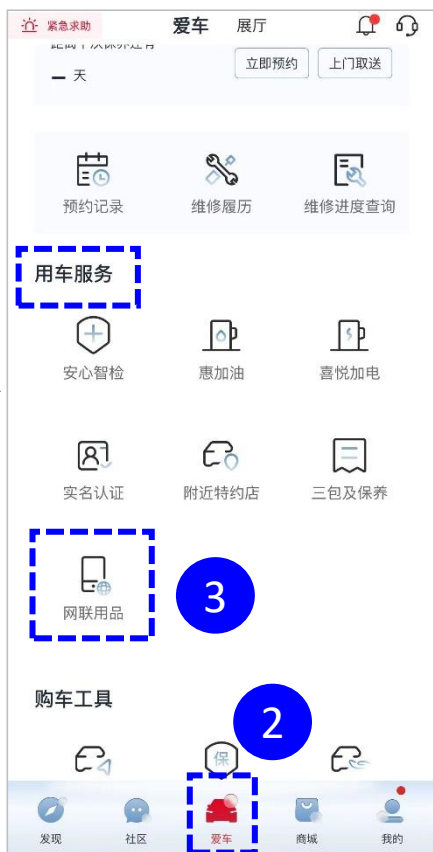 紧急求助 爱车 展厅
立即预约 上门取送
天
预约记录 维修履历 维修进度查询
用车服务
安心智检 惠加油 喜悦加电
实名认证 附近特约店 三包及保养
网联用品
3
购车工具
2
保
发现 社区 爱车 商城 我的